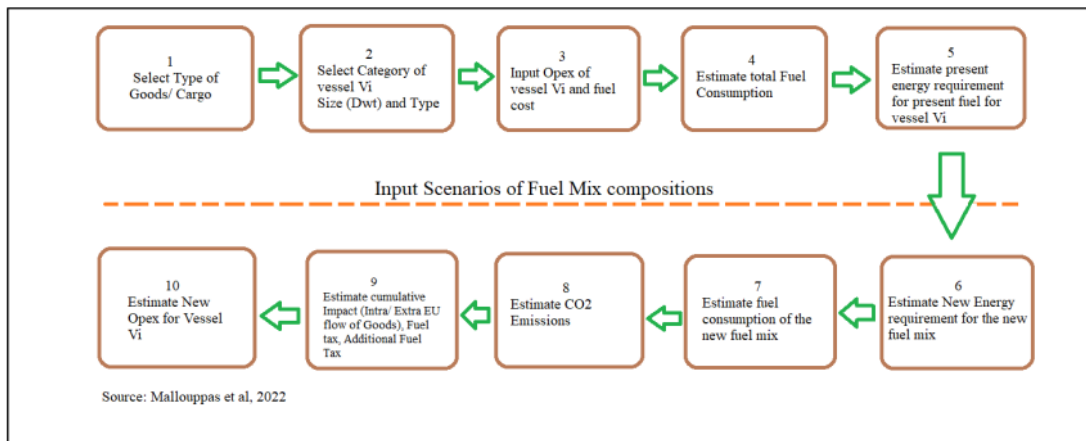 1
Select Type of
Goods/ Cargo
2
Select Category of
vessel Vi
Size (Dwt) and Type
3
Input Opex of
vessel Vi and fuel
cost
4
Estimate total Fuel
Consumption
5
Estimate present
energy requirement
for present fuel for
vessel Vi
Input Scenarios of Fuel Mix compositions
6
Estimate New Energy
requirement for the new
fuel mix
7
Estimate fuel
consumption of the
new fuel mix
8
Estimate CO2
Emissions
9
Estimate cumulative
Impact (Intra/ Extra EU
flow of Goods), Fuel
tax, Additional Fuel
Tax
10
Estimate New
Opex for Vessel
Vi
Source: Mallouppas et al, 2022